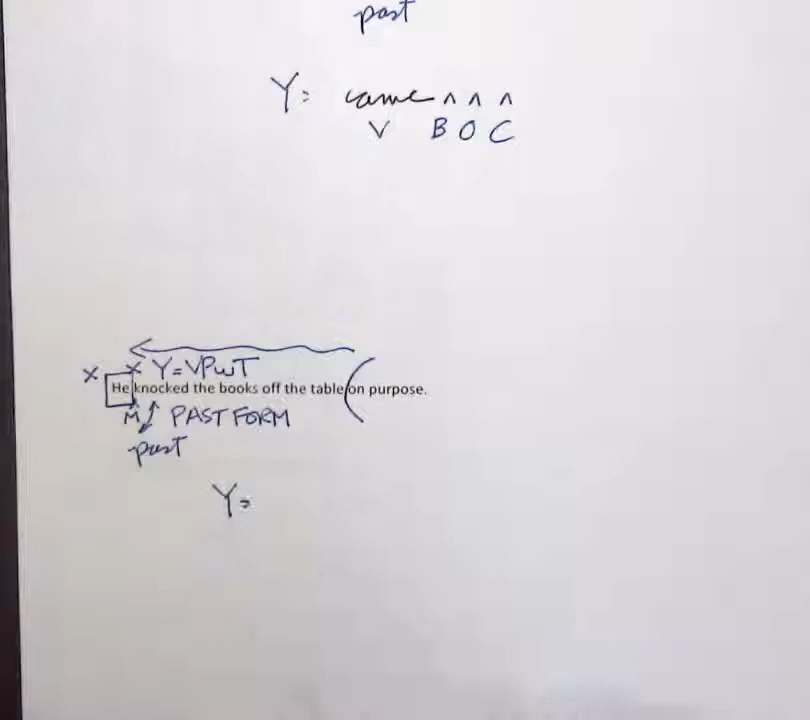 past
Y= came ^ ^ ^
V B O C
X X Y=VPwT
He knocked the books off the table on purpose.
M PAST FORM
past
Y=